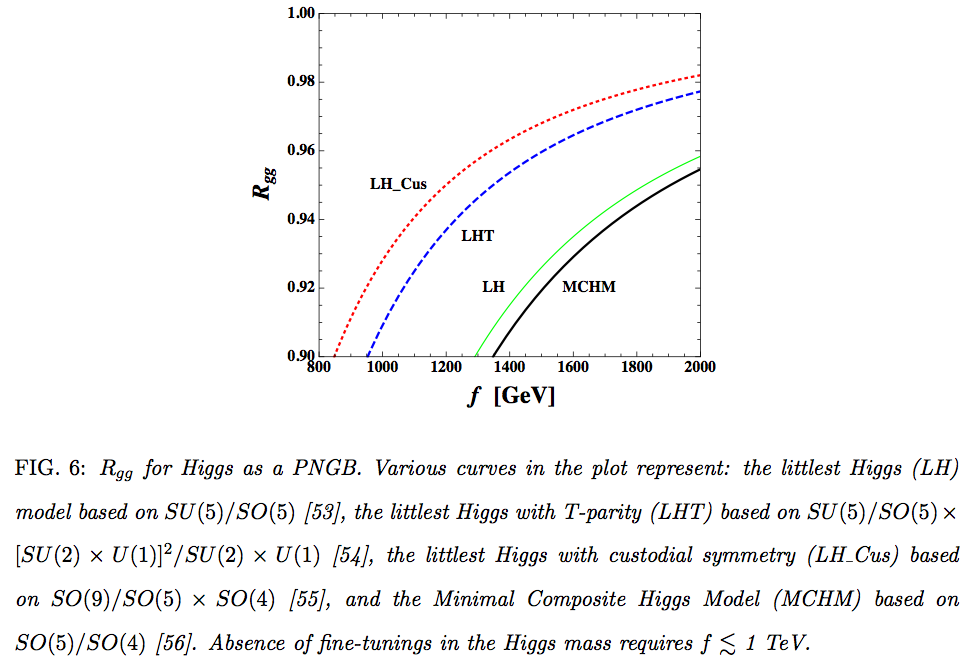 1.00
0.98
0.96
0.94
0.92
0.90
R_gg
LH_Cus
LHT
LH
MCHM
800 1000 1200 1400 1600 1800 2000
f [GeV]
FIG. 6: R_gg for Higgs as a PNGB. Various curves in the plot represent: the littlest Higgs (LH)
model based on SU(5)/SO(5) [53], the littlest Higgs with T-parity (LHT) based on SU(5)/SO(5) ×
[SU(2) × U(1)]²/SU(2) × U(1) [54], the littlest Higgs with custodial symmetry (LH_Cus) based
on SO(9)/SO(5) × SO(4) [55], and the Minimal Composite Higgs Model (MCHM) based on
SO(5)/SO(4) [56]. Absence of fine-tunings in the Higgs mass requires f ≲ 1 TeV.